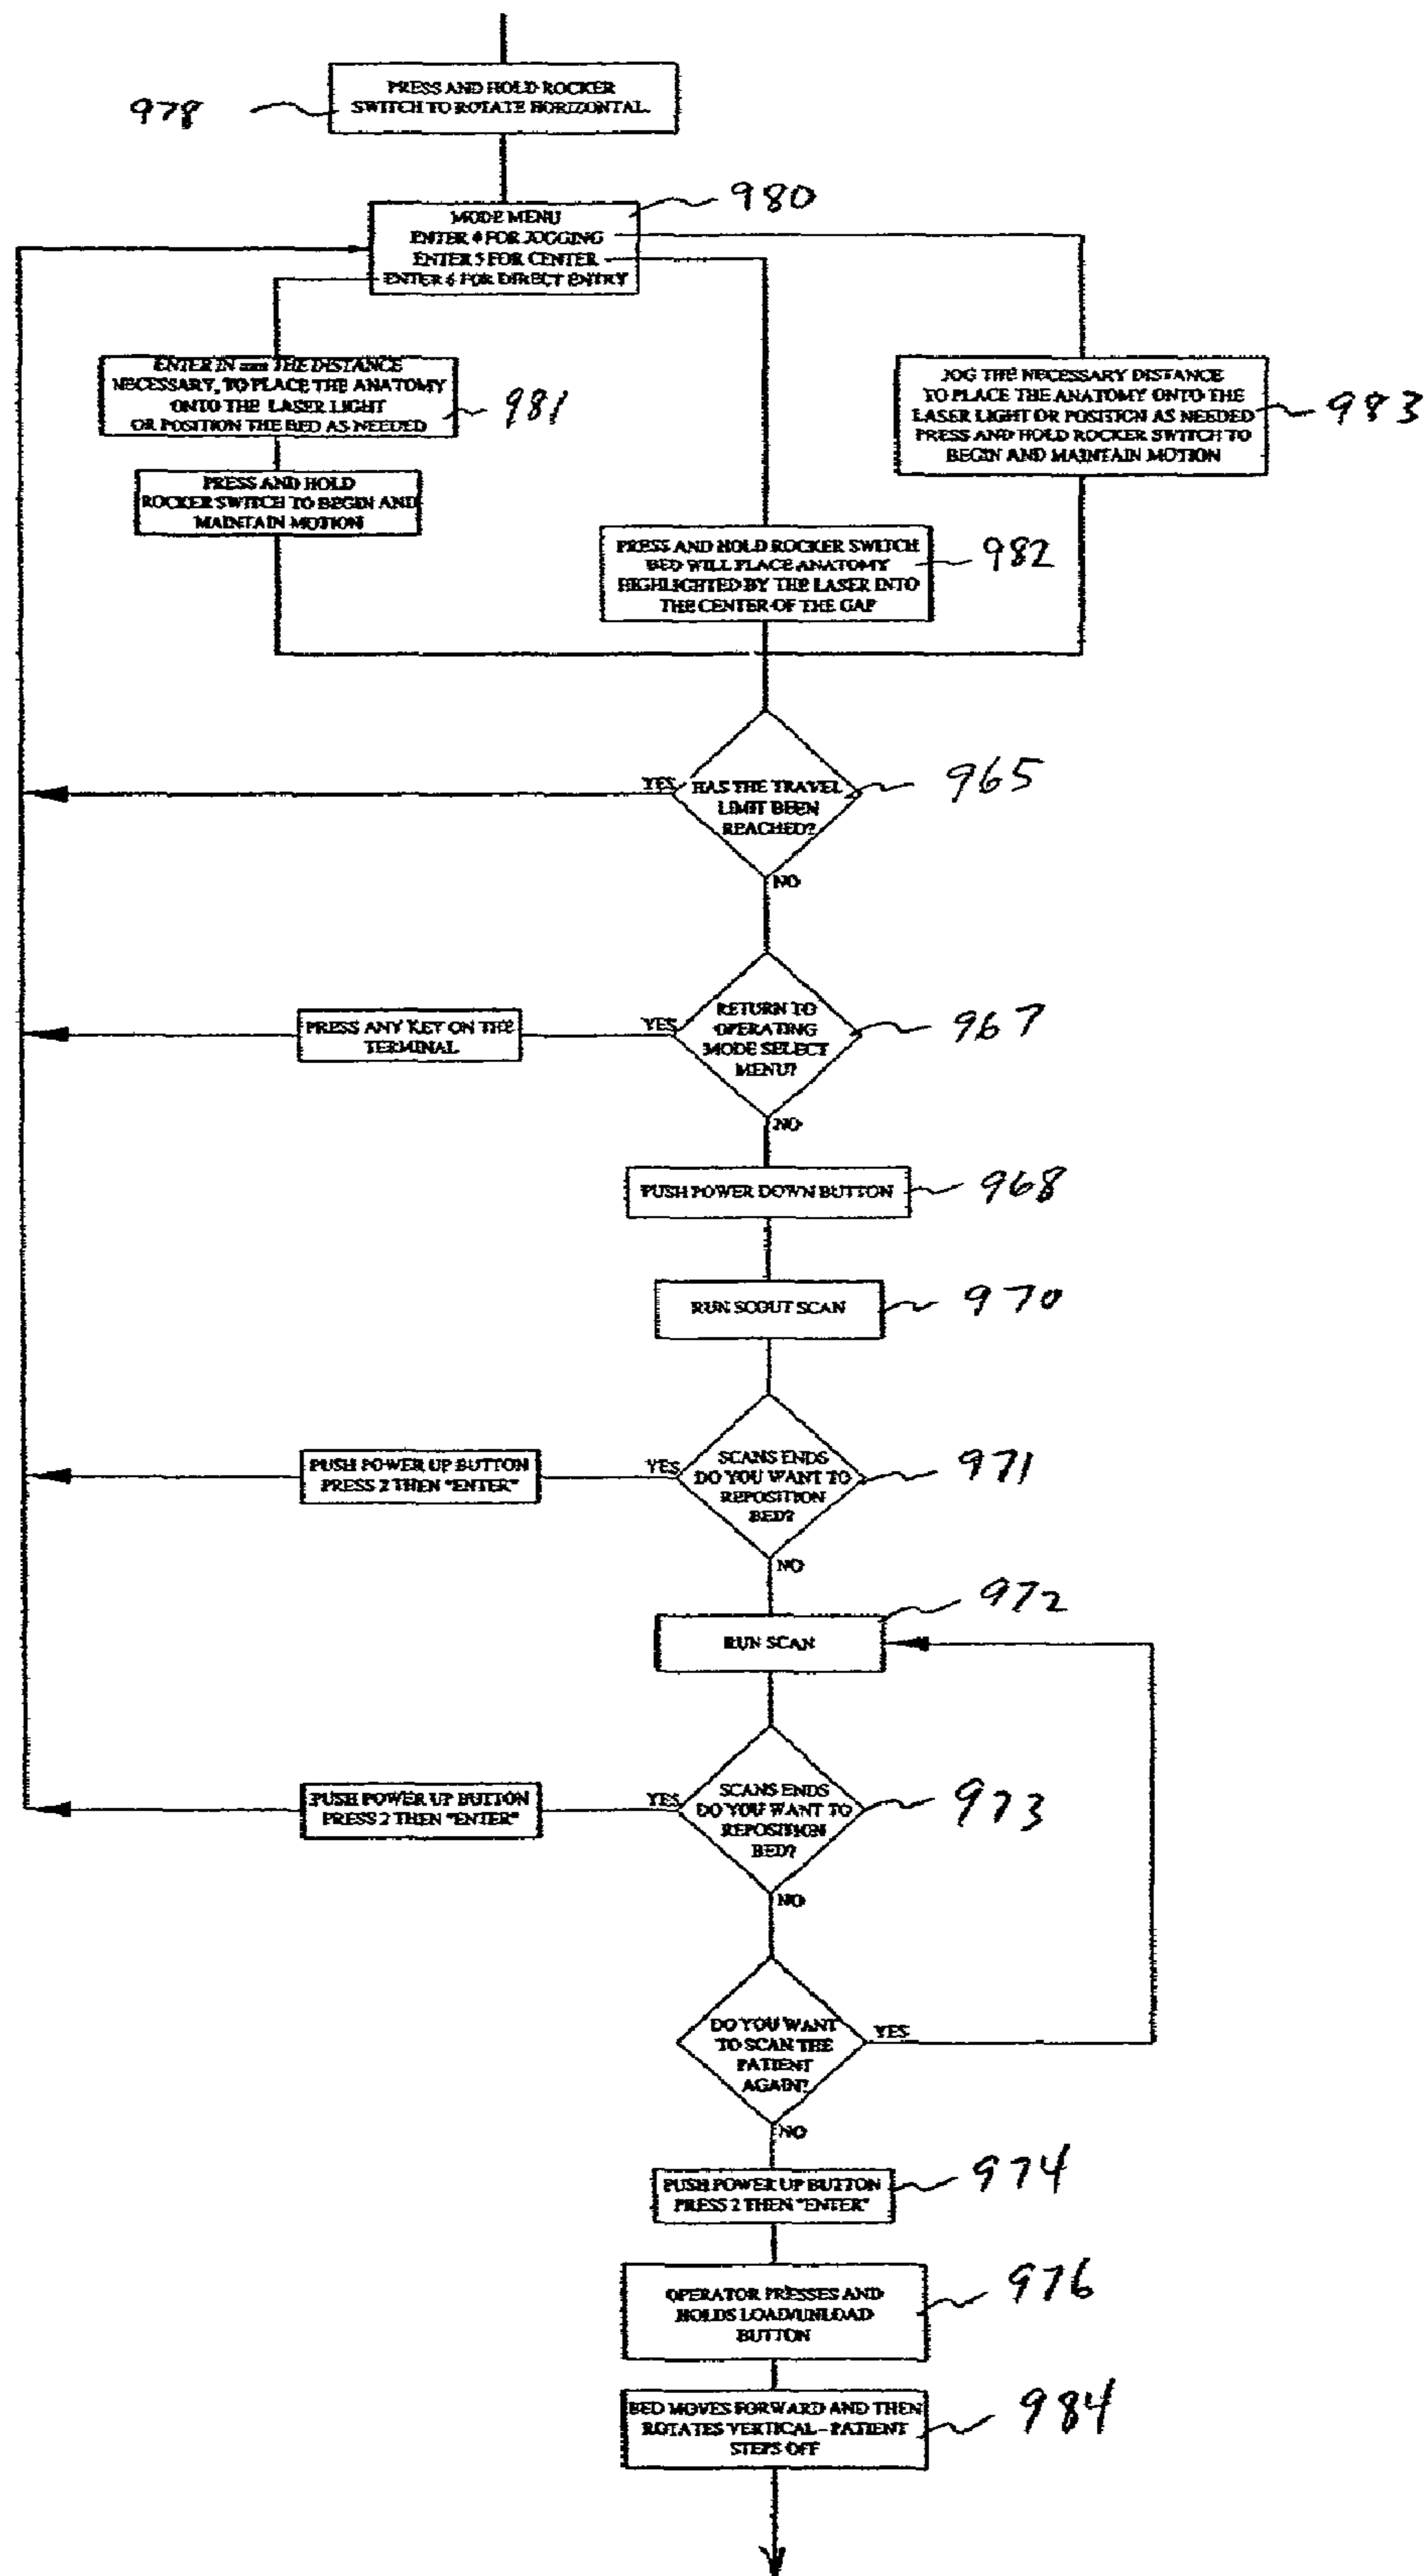 PRESS AND HOLD ROCKER
SWITCH TO ROTATE HORIZONTAL
978
980
MODE MENU
ENTER 4 FOR JOGGING
ENTER 5 FOR CENTER
ENTER 6 FOR DIRECT ENTRY
ENTER IN mm THE DISTANCE
NECESSARY, TO PLACE THE ANATOMY
ONTO THE LASER LIGHT
OR POSITION THE BED AS NEEDED
981
JOG THE NECESSARY DISTANCE
TO PLACE THE ANATOMY ONTO THE
LASER LIGHT OR POSITION AS NEEDED
PRESS AND HOLD ROCKER SWITCH TO
BEGIN AND MAINTAIN MOTION
983
PRESS AND HOLD
ROCKER SWITCH TO BEGIN AND
MAINTAIN MOTION
PRESS AND HOLD ROCKER SWITCH
BED WILL PLACE ANATOMY
HIGHLIGHTED BY THE LASER INTO
THE CENTER OF THE GAP
982
YES
HAS THE TRAVEL
LIMIT BEEN
REACHED?
965
NO
PRESS ANY KEY ON THE
TERMINAL
YES
RETURN TO
OPERATING
MODE SELECT
MENU?
967
NO
PUSH POWER DOWN BUTTON
968
RUN SCOUT SCAN
970
PUSH POWER UP BUTTON
PRESS 2 THEN "ENTER"
YES
SCANS ENDS
DO YOU WANT TO
REPOSITION
BED?
971
NO
972
RUN SCAN
PUSH POWER UP BUTTON
PRESS 2 THEN "ENTER"
YES
SCANS ENDS
DO YOU WANT TO
REPOSITION
BED?
973
NO
DO YOU WANT
TO SCAN THE
PATIENT
AGAIN?
YES
NO
PUSH POWER UP BUTTON
PRESS 2 THEN "ENTER"
974
OPERATOR PRESSES AND
HOLDS LOAD/UNLOAD
BUTTON
976
BED MOVES FORWARD AND THEN
ROTATES VERTICAL - PATIENT
STEPS OFF
984